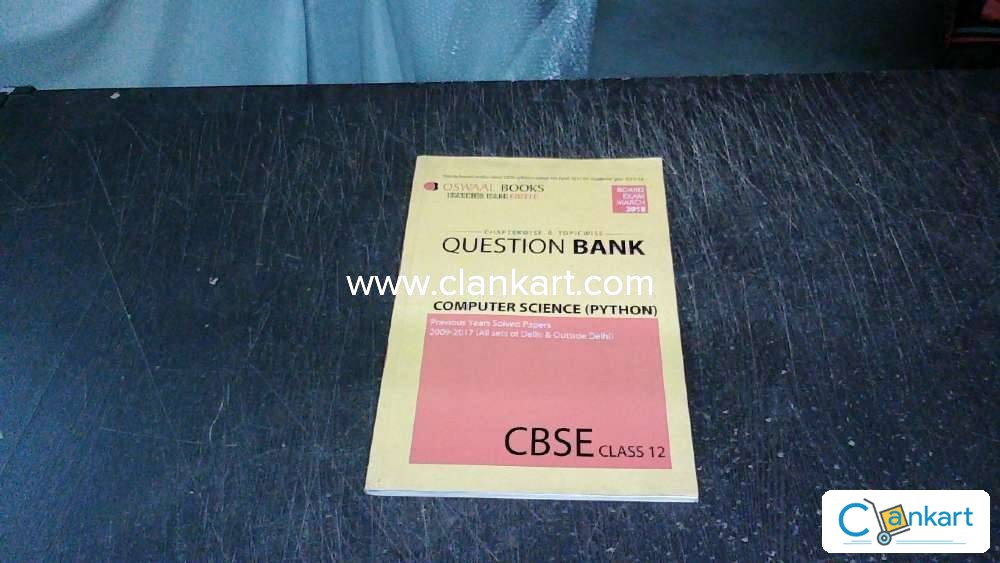 OSWAAL BOOKS
BOARD
EXAM
MARCH
2018
CHAPTERWISE & TOPICWISE
QUESTION BANK
www.clankart.com
COMPUTER SCIENCE (PYTHON)
Previous Years Solved Papers
2009-2017 (All sets of Delhi & Outside Delhi)
CBSE CLASS 12
Clankart